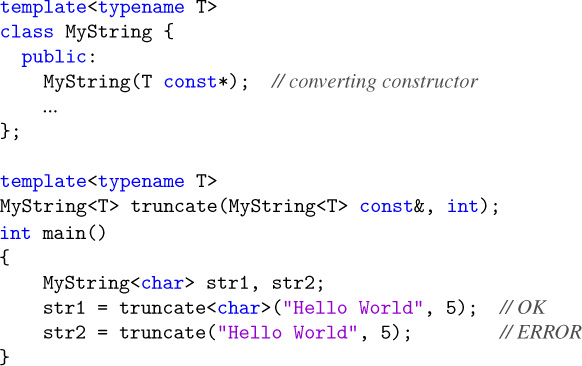 template<typename T>
class MyString {
  public:
    MyString(T const*);  // converting constructor
    ...
};

template<typename T>
MyString<T> truncate(MyString<T> const&, int);
int main()
{
    MyString<char> str1, str2;
    str1 = truncate<char>("Hello World", 5);  // OK
    str2 = truncate("Hello World", 5);        // ERROR
}